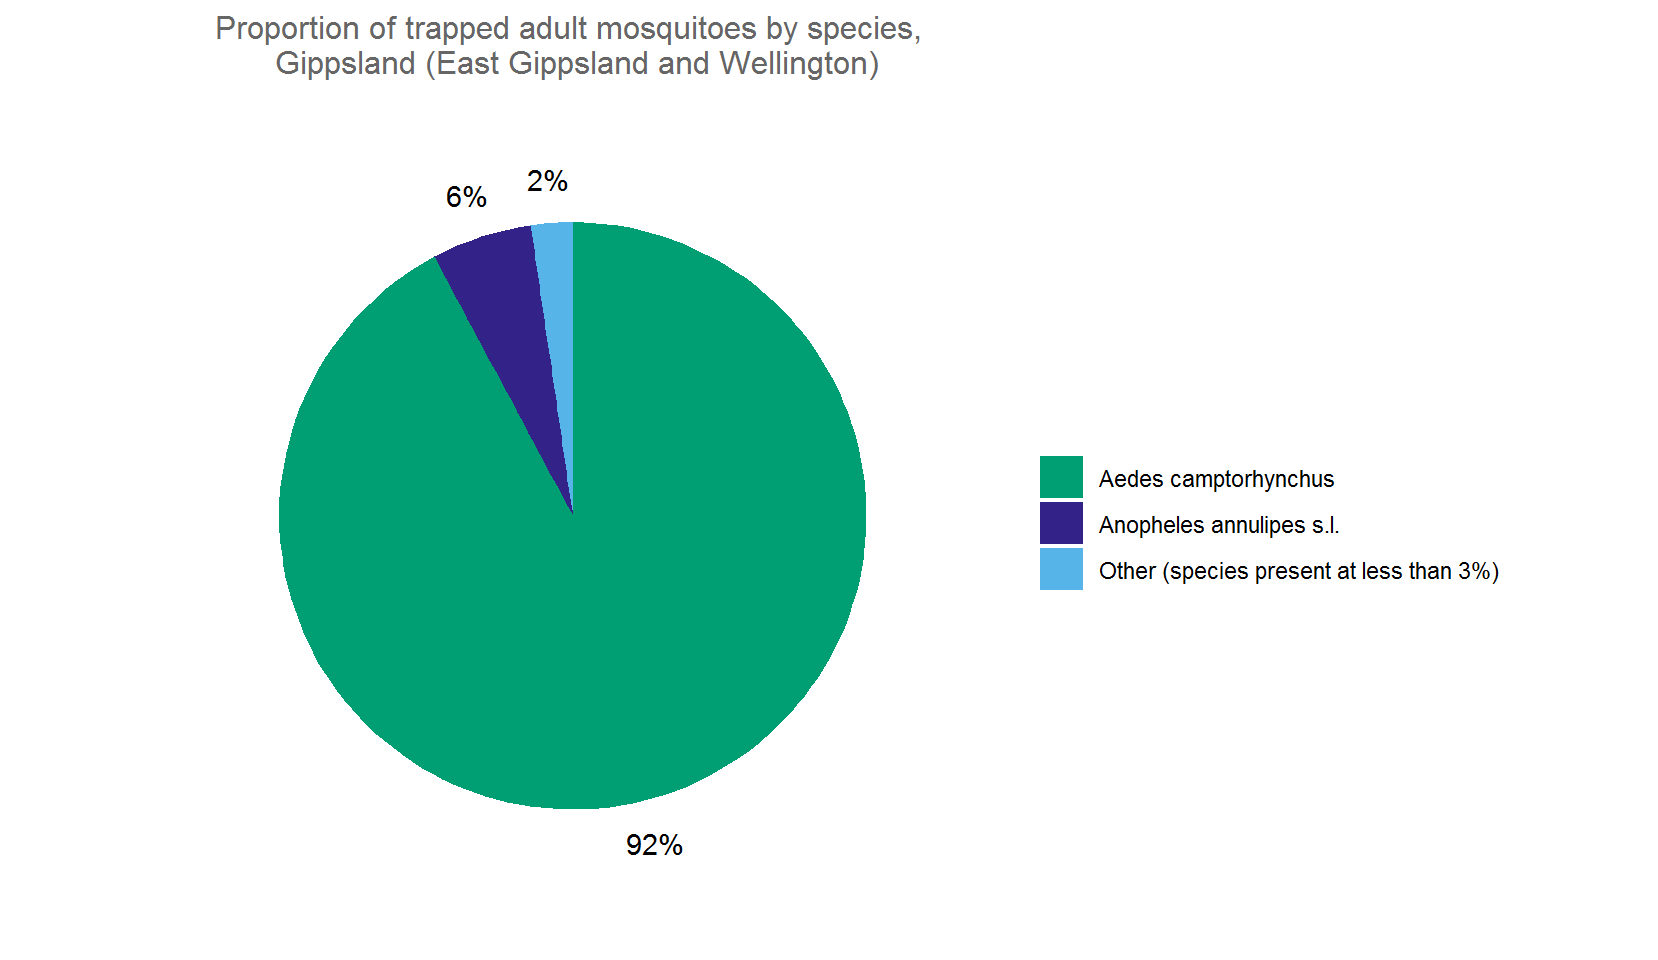 Proportion of trapped adult mosquitoes by species,
Gippsland (East Gippsland and Wellington)
6%
2%
92%
Aedes camptorhynchus
Anopheles annulipes s.l.
Other (species present at less than 3%)